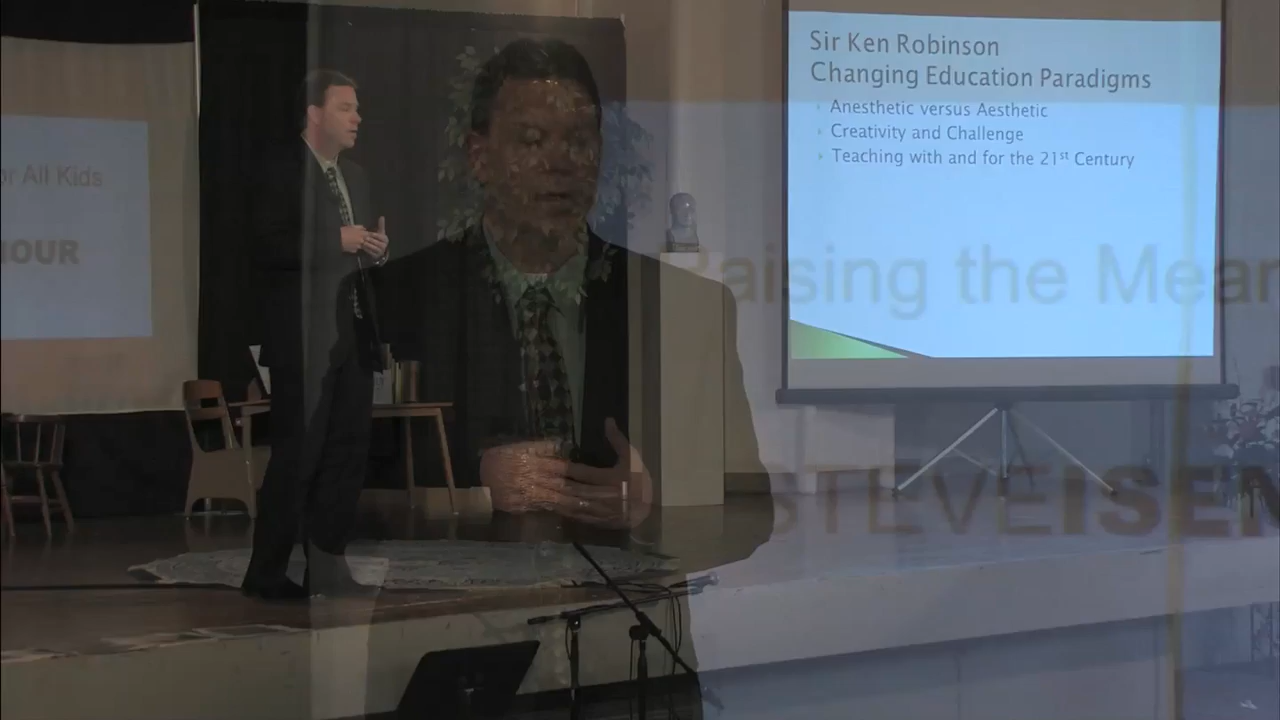 Sir Ken Robinson
Changing Education Paradigms
Anesthetic versus Aesthetic
Creativity and Challenge
Teaching with and for the 21st Century
or All Kids
HOUR
Raising the Mean
STEVEISEN